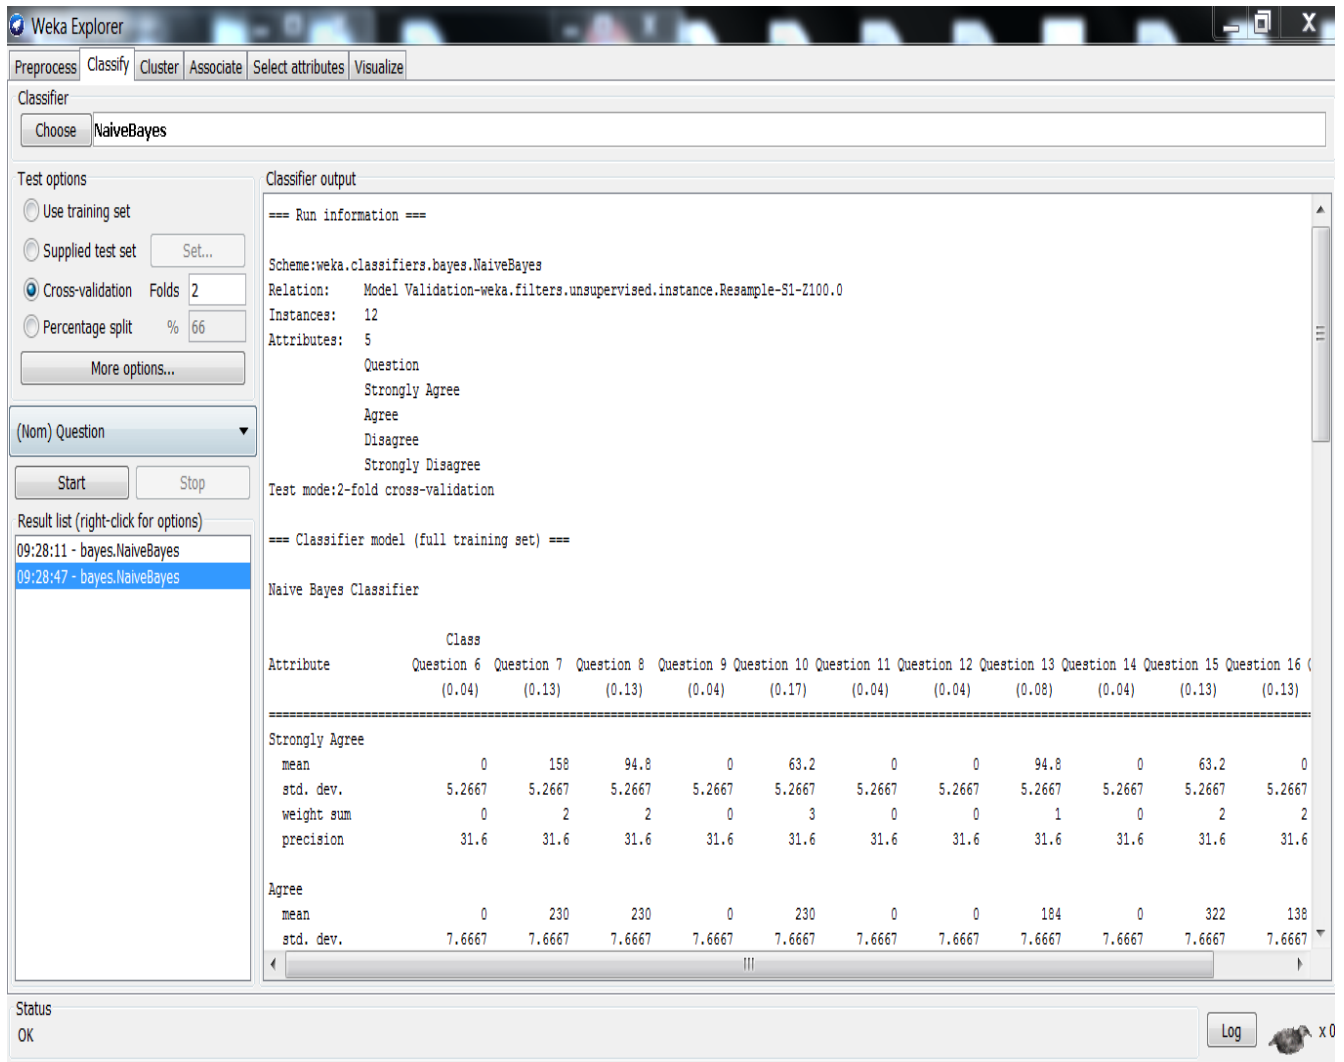 Weka Explorer
Preprocess Classify Cluster Associate Select attributes Visualize
Classifier
Choose NaiveBayes
Test options
Use training set
Supplied test set Set...
Cross-validation Folds 2
Percentage split % 66
More options...
(Nom) Question
Start Stop
Result list (right-click for options)
09:28:11 - bayes.NaiveBayes
09:28:47 - bayes.NaiveBayes
Classifier output
=== Run information ===
Scheme:weka.classifiers.bayes.NaiveBayes
Relation: Model Validation-weka.filters.unsupervised.instance.Resample-S1-Z100.0
Instances: 12
Attributes: 5
Question
Strongly Agree
Agree
Disagree
Strongly Disagree
Test mode:2-fold cross-validation
=== Classifier model (full training set) ===
Naive Bayes Classifier
Class
Attribute Question 6 Question 7 Question 8 Question 9 Question 10 Question 11 Question 12 Question 13 Question 14 Question 15 Question 16 (
(0.04) (0.13) (0.13) (0.04) (0.17) (0.04) (0.04) (0.08) (0.04) (0.13) (0.13)
Strongly Agree
mean 0 158 94.8 0 63.2 0 0 94.8 0 63.2 0
std. dev. 5.2667 5.2667 5.2667 5.2667 5.2667 5.2667 5.2667 5.2667 5.2667 5.2667 5.2667
weight sum 0 2 2 0 3 0 0 1 0 2 2
precision 31.6 31.6 31.6 31.6 31.6 31.6 31.6 31.6 31.6 31.6 31.6
Agree
mean 0 230 230 0 230 0 0 184 0 322 138
std. dev. 7.6667 7.6667 7.6667 7.6667 7.6667 7.6667 7.6667 7.6667 7.6667 7.6667 7.6667
Status
OK
Log x 0